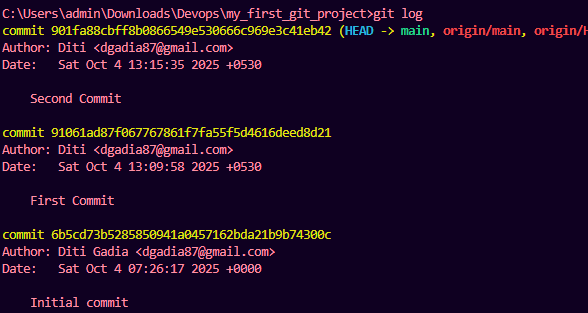 C:\Users\admin\Downloads\Devops\my_first_git_project>git log
commit 901fa88cbff8b0866549e530666c969e3c41eb42 (HEAD -> main, origin/main, origin/H
Author: Diti <dgadia87@gmail.com>
Date:   Sat Oct 4 13:15:35 2025 +0530
    Second Commit
commit 91061ad87f067767861f7fa55f5d4616deed8d21
Author: Diti <dgadia87@gmail.com>
Date:   Sat Oct 4 13:09:58 2025 +0530
    First Commit
commit 6b5cd73b5285850941a0457162bda21b9b74300c
Author: Diti Gadia <dgadia87@gmail.com>
Date:   Sat Oct 4 07:26:17 2025 +0000
    Initial commit